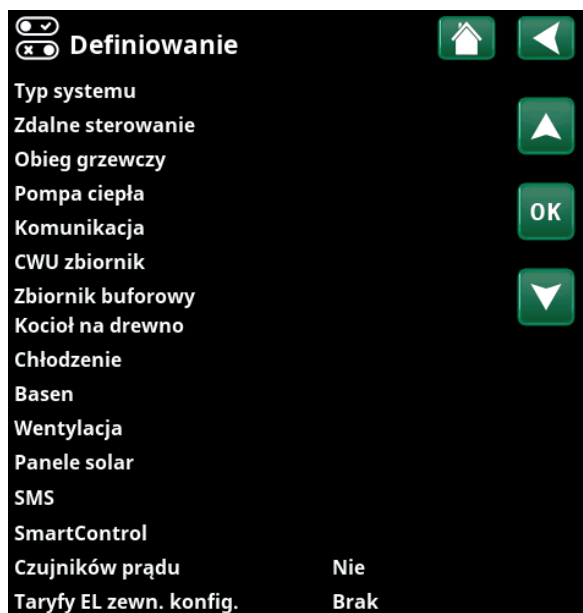 Definiowanie
Typ systemu
Zdalne sterowanie
Obieg grzewczy
Pompa ciepła
OK
Komunikacja
CWU zbiornik
Zbiornik buforowy
Kocioł na drewno
Chłodzenie
Basen
Wentylacja
Panele solar
SMS
SmartControl
Czujników prądu Nie
Taryfy EL zewn. konfig. Brak